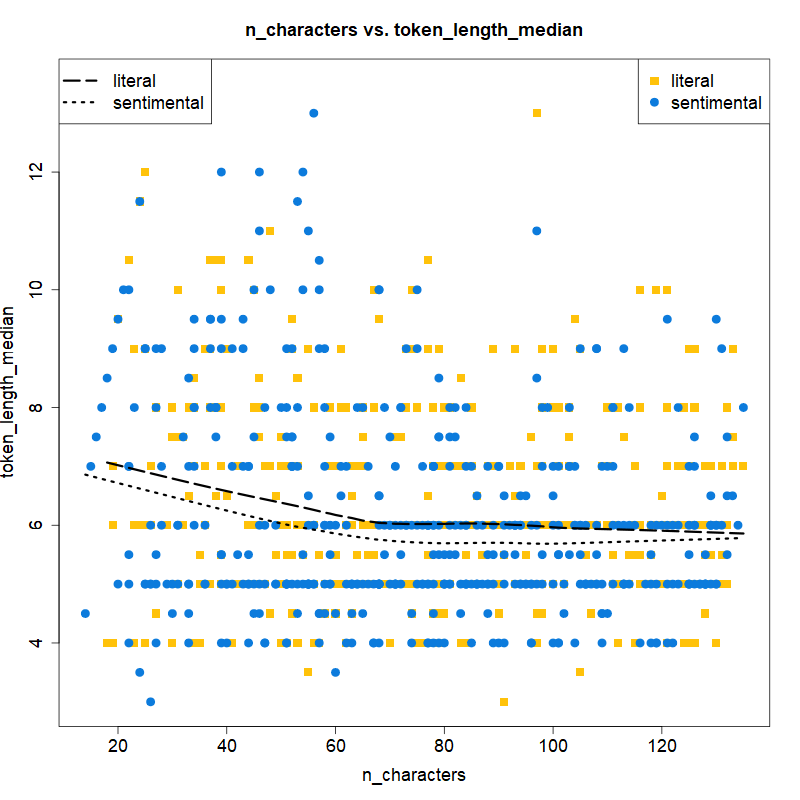 n_characters vs. token_length_median
literal
sentimental
literal
sentimental
token_length_median
12
10
8
6
4
20 40 60 80 100 120
n_characters